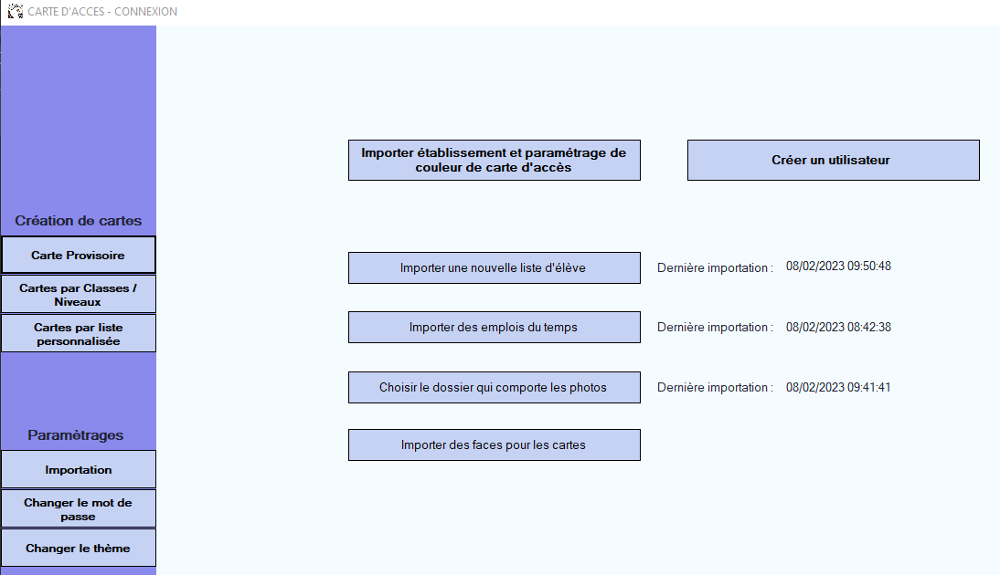 CARTE D'ACCES - CONNEXION
Création de cartes
Carte Provisoire
Cartes par Classes /
Niveaux
Cartes par liste
personnalisée
Paramètrages
Importation
Changer le mot de
passe
Changer le thème
Importer établissement et paramétrage de
couleur de carte d'accès
Créer un utilisateur
Importer une nouvelle liste d'élève
Dernière importation : 08/02/2023 09:50:48
Importer des emplois du temps
Dernière importation : 08/02/2023 08:42:38
Choisir le dossier qui comporte les photos
Dernière importation : 08/02/2023 09:41:41
Importer des faces pour les cartes